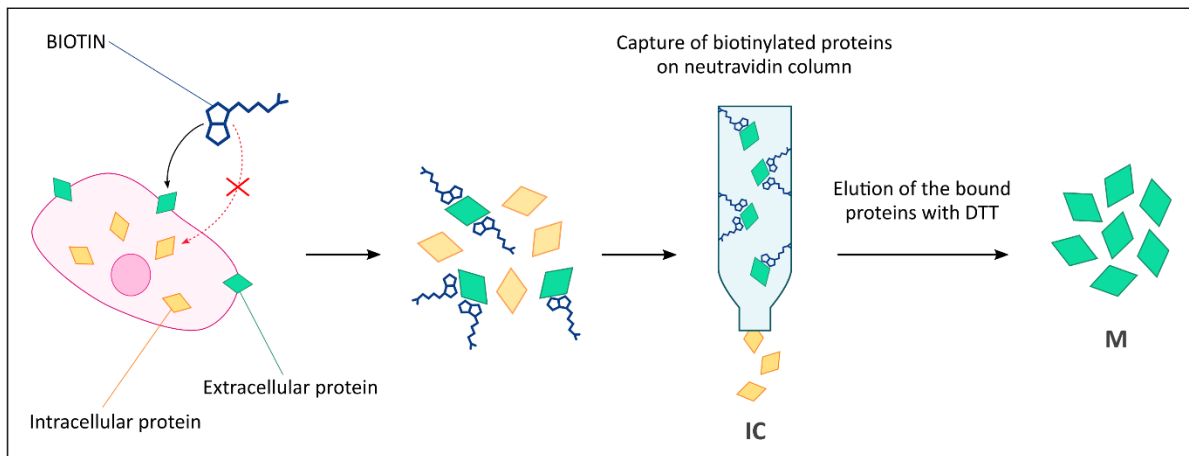 BIOTIN
Capture of biotinylated proteins
on neutravidin column
Elution of the bound
proteins with DTT
Extracellular protein
Intracellular protein
IC
M